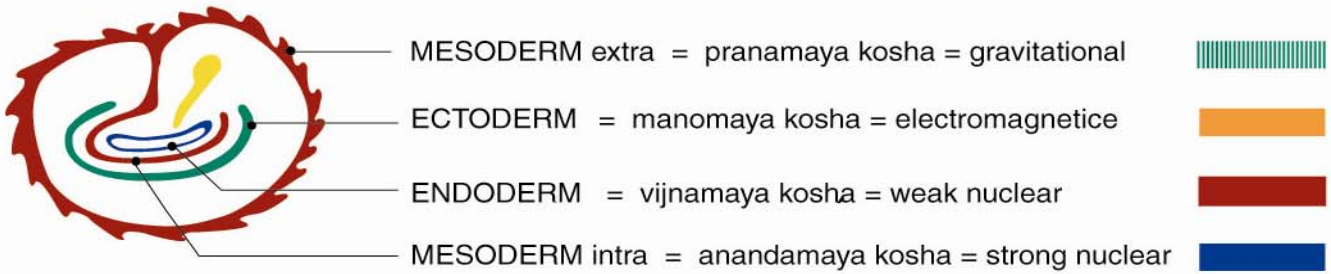 MESODERM extra = pranamaya kosha = gravitational
ECTODERM = manomaya kosha = electromagnetice
ENDODERM = vijnamaya kosha = weak nuclear
MESODERM intra = anandamaya kosha = strong nuclear